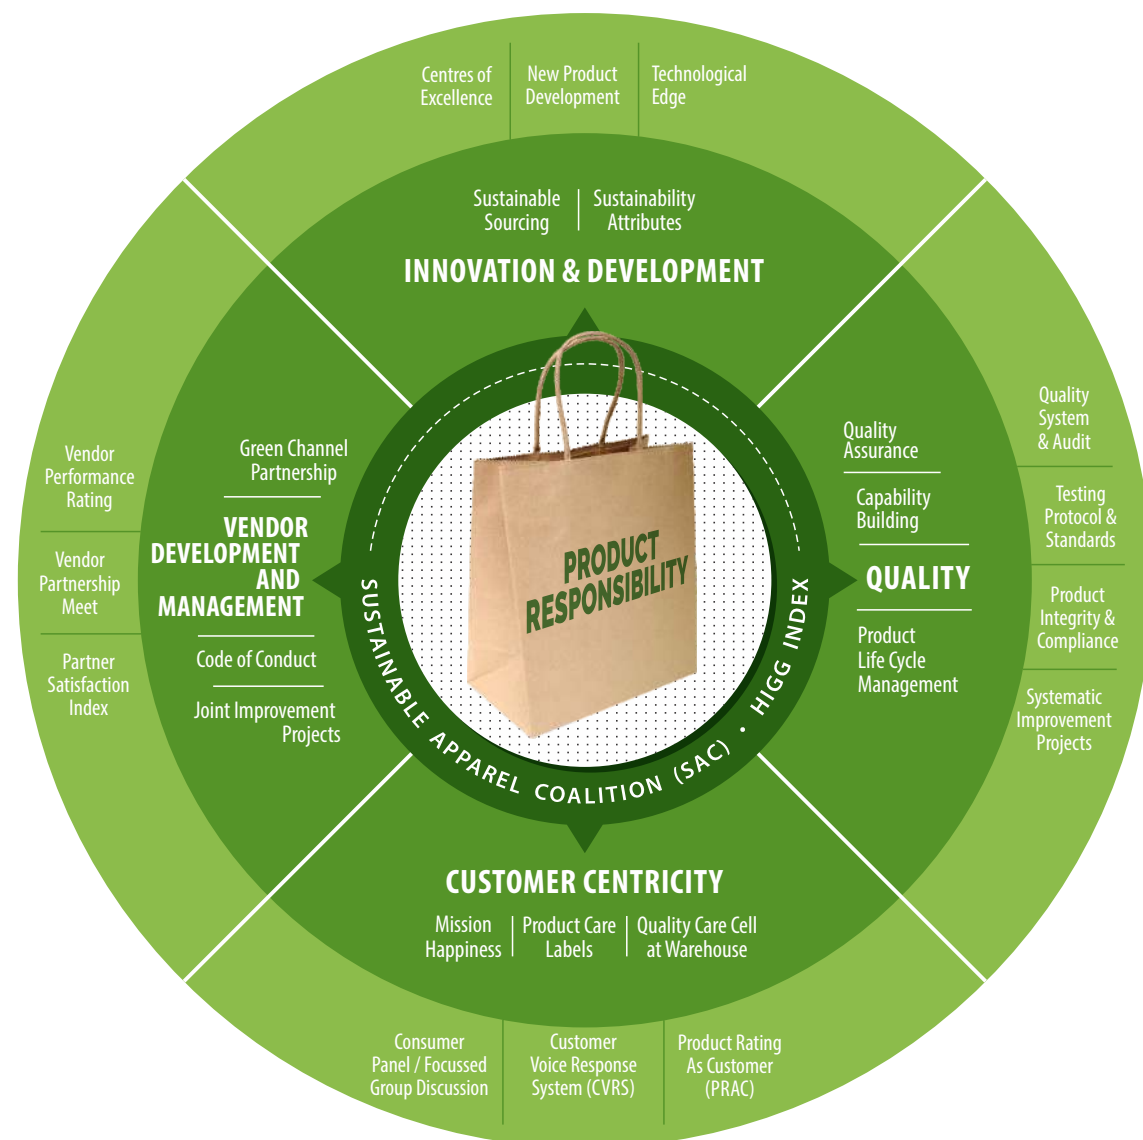 Centres of
Excellence
New Product
Development
Technological
Edge
Sustainable
Sourcing
Sustainability
Attributes
INNOVATION & DEVELOPMENT
Vendor
Performance
Rating
Vendor
Partnership
Meet
Partner
Satisfaction
Index
Green Channel
Partnership
VENDOR
DEVELOPMENT
AND
MANAGEMENT
Code of Conduct
Joint Improvement
Projects
PRODUCT
RESPONSIBILITY
SUSTAINABLE APPAREL COALITION (SAC) • HIGG INDEX
Quality
Assurance
Capability
Building
QUALITY
Product
Life Cycle
Management
Quality
System
& Audit
Testing
Protocol &
Standards
Product
Integrity &
Compliance
Systematic
Improvement
Projects
CUSTOMER CENTRICITY
Mission
Happiness
Product Care
Labels
Quality Care Cell
at Warehouse
Consumer
Panel / Focussed
Group Discussion
Customer
Voice Response
System (CVRS)
Product Rating
As Customer
(PRAC)